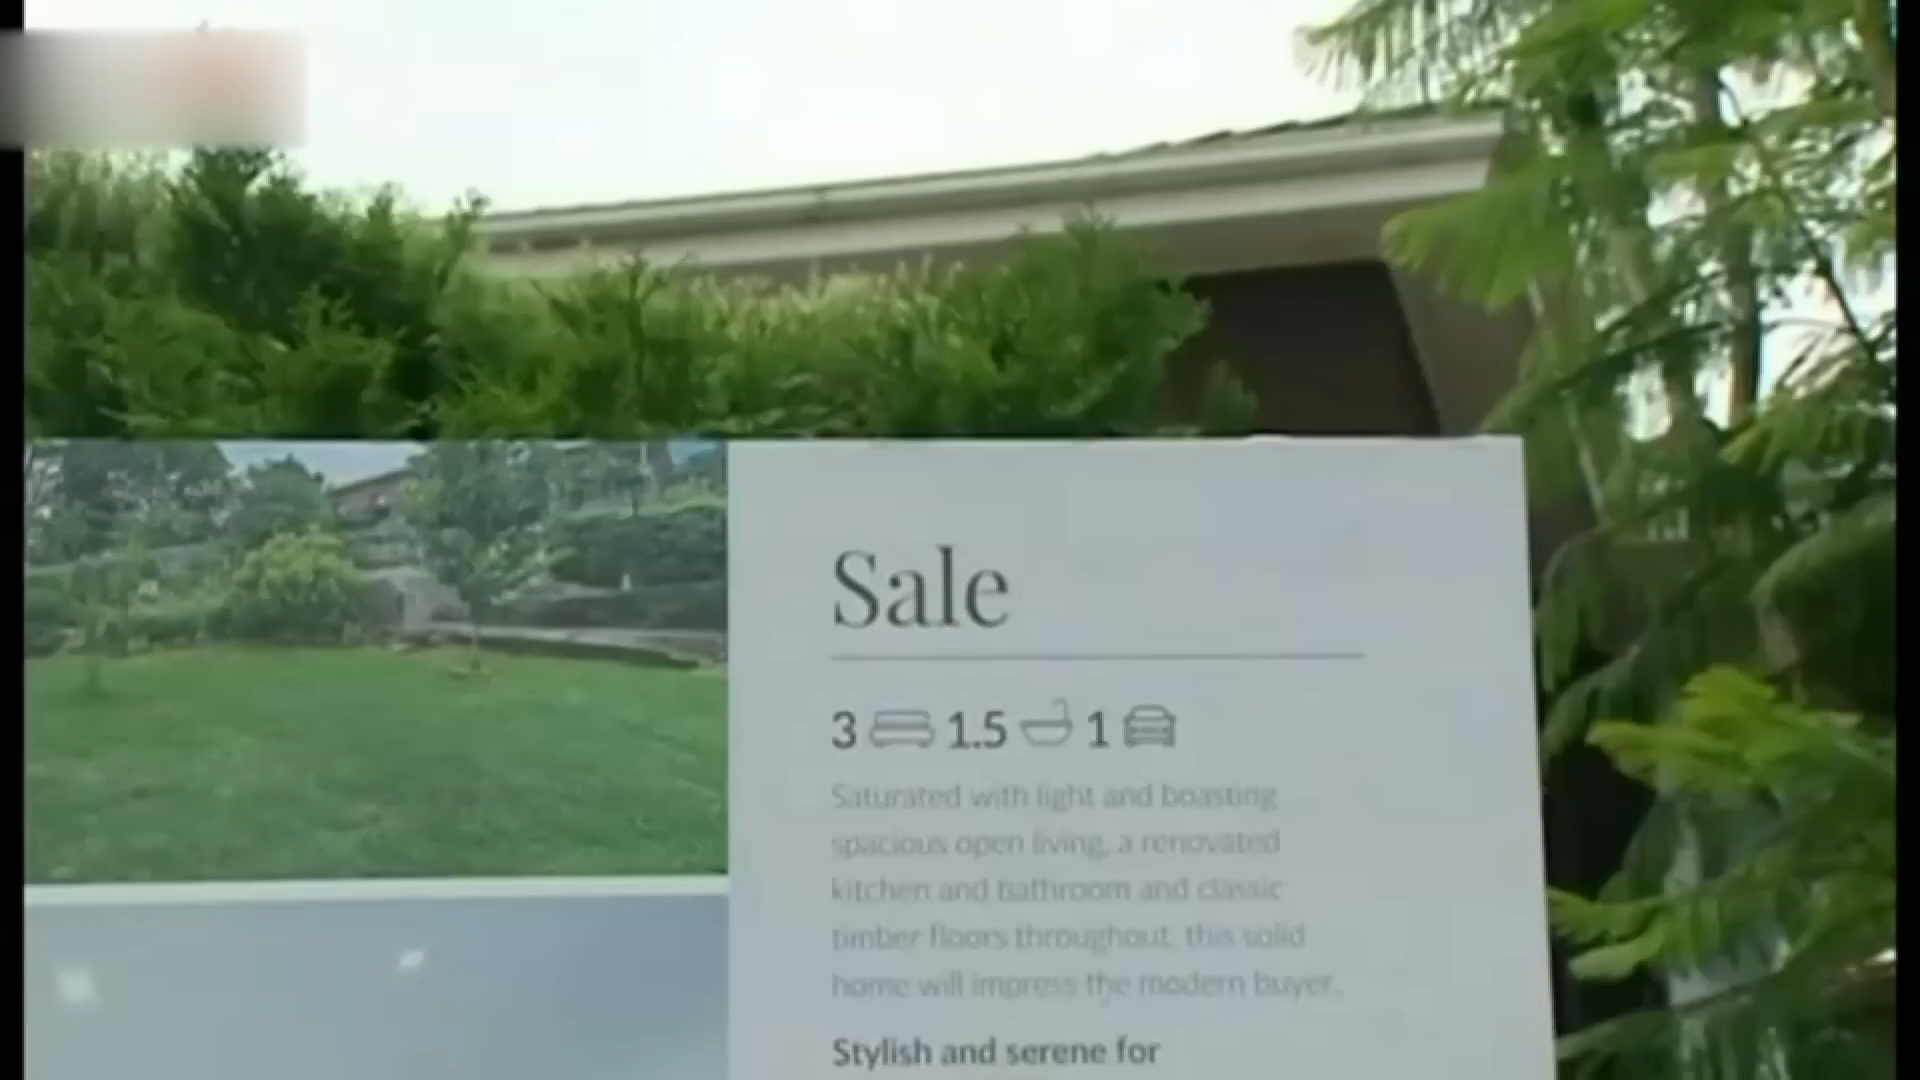 Sale
3 1.5 1
Saturated with light and boasting
spacious open living, a renovated
kitchen and bathroom and classic
timber floors throughout, this solid
home will impress the modern buyer.
Stylish and serene for